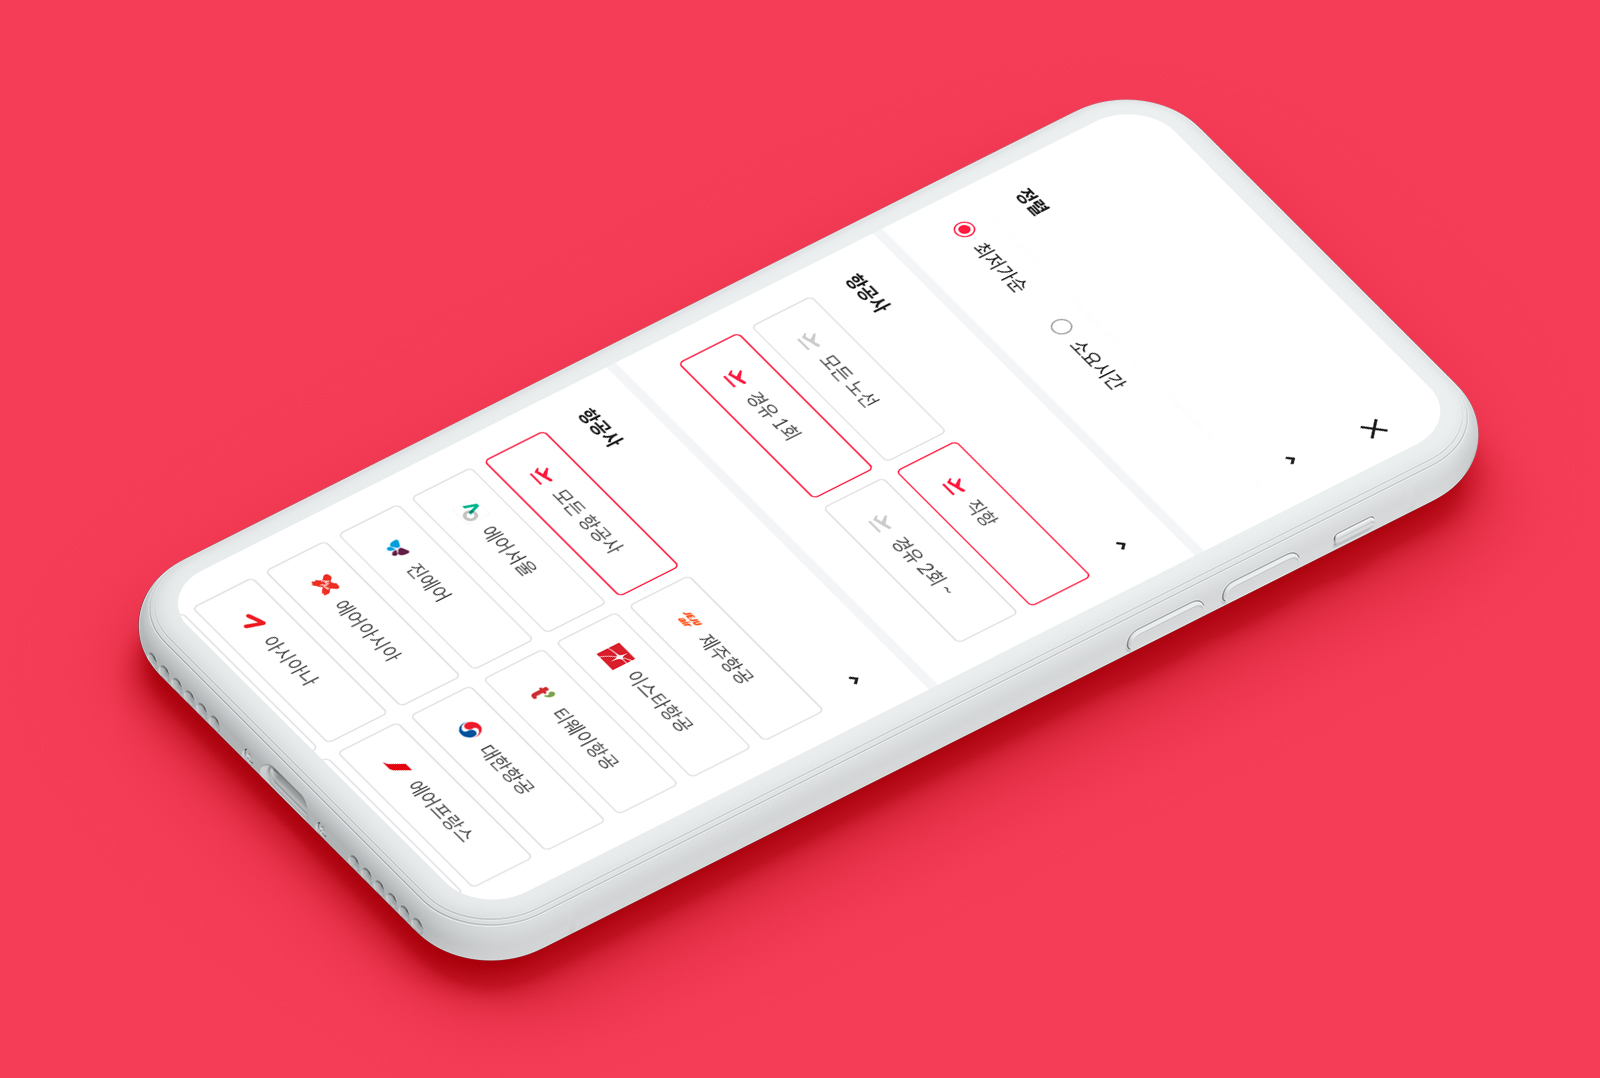 정렬
최저가순
소요시간
항공사
모든 노선
직항
경유 1회
경유 2회 ~
항공사
모든 항공사
제주항공
JEJU
air
에어서울
이스타항공
진에어
t'
티웨이항공
에어아시아
대한항공
아시아나
에어프랑스